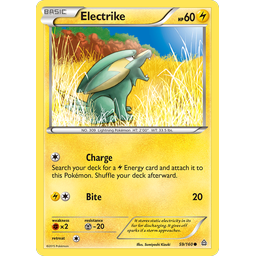 BASIC
Electrike HP60
NO. 309 Lightning Pokémon HT: 2'00" WT: 33.5 lbs.
Charge
Search your deck for a Energy card and attach it to
this Pokémon. Shuffle your deck afterward.
Bite 20
weakness resistance
×2 -20
retreat
It stores static electricity in its
fur for discharging. It gives off
sparks if a storm approaches.
Illus. Sumiyoshi Kizuki
©2015 Pokémon
58/160